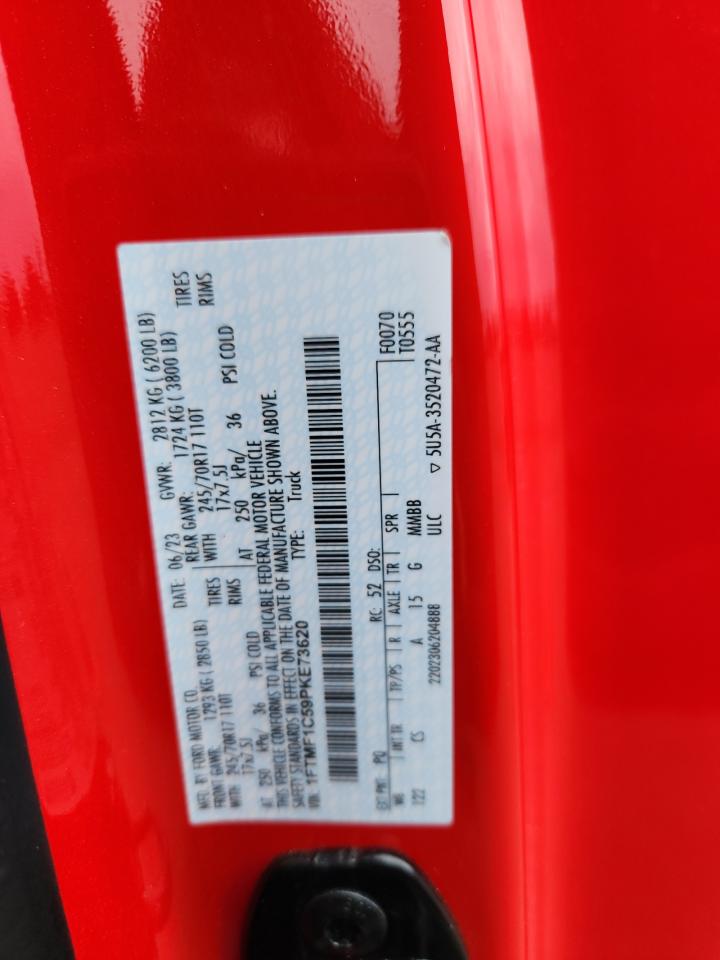 MFD. BY FORD MOTOR CO. DATE: 06/23 GVWR: 2812 KG ( 6200 LB)
FRONT GAWR: 1293 KG ( 2850 LB) REAR GAWR: 1724 KG ( 3800 LB)
WITH 245/70R17 110T TIRES WITH 245/70R17 110T TIRES
17x7.5J RIMS 17x7.5J RIMS
AT 250 kPa/ 36 PSI COLD AT 250 kPa/ 36 PSI COLD
THIS VEHICLE CONFORMS TO ALL APPLICABLE FEDERAL MOTOR VEHICLE
SAFETY STANDARDS IN EFFECT ON THE DATE OF MANUFACTURE SHOWN ABOVE.
VIN: 1FTMF1C59PKE73620 TYPE: Truck
EXT PNT: PQ RC: 52 DSO: F0070
WB INT TR TP/PS R AXLE TR SPR T0555
122 CS A 15 G MMBB
2202306204888 ULC ▽ 5U5A-3520472-AA